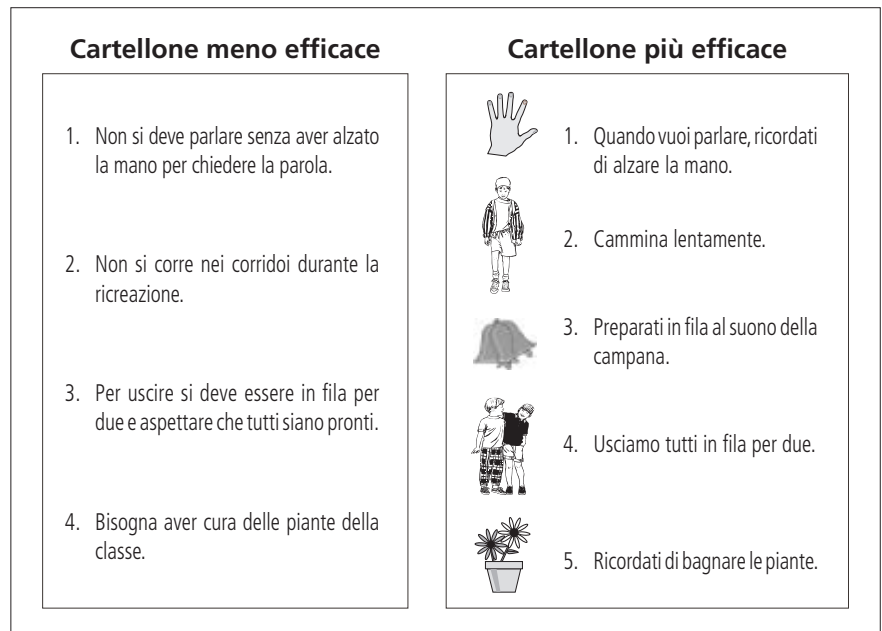 Cartellone meno efficace
1. Non si deve parlare senza aver alzato
la mano per chiedere la parola.
2. Non si corre nei corridoi durante la
ricreazione.
3. Per uscire si deve essere in fila per
due e aspettare che tutti siano pronti.
4. Bisogna aver cura delle piante della
classe.
Cartellone più efficace
1. Quando vuoi parlare, ricordati
di alzare la mano.
2. Cammina lentamente.
3. Preparati in fila al suono della
campana.
4. Usciamo tutti in fila per due.
5. Ricordati di bagnare le piante.